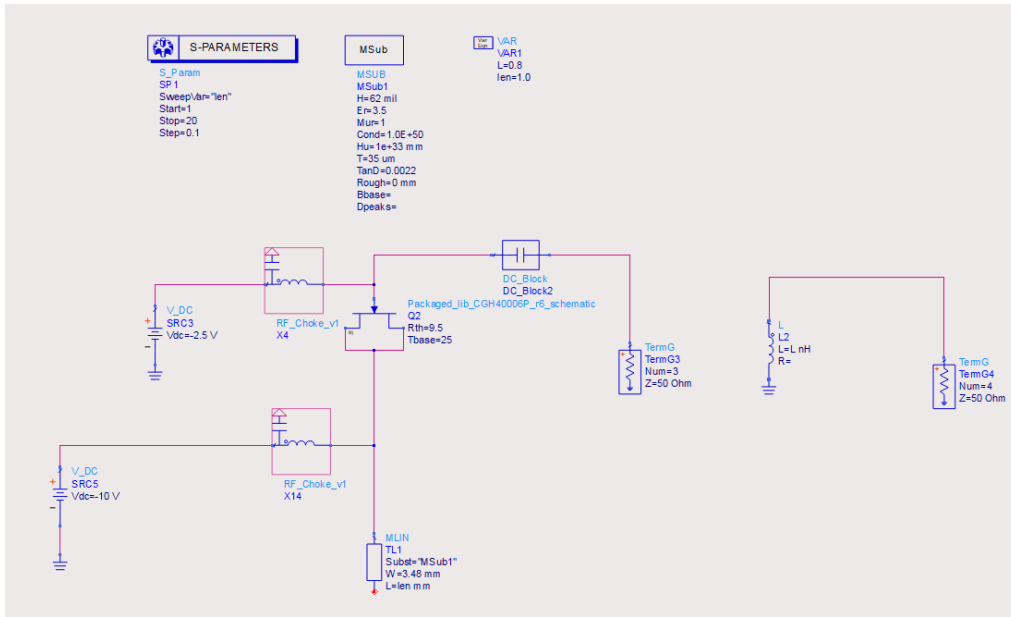 S-PARAMETERS
S_Param
SP1
SweepVar="len"
Start=1
Stop=20
Step=0.1
MSub
MSUB
MSub1
H=62 mil
Er=3.5
Mur=1
Cond=1.0E+50
Hu=1e+33 mm
T=35 um
TanD=0.0022
Rough=0 mm
Bbase=
Dpeaks=
Var
Eqn
VAR
VAR1
L=0.8
len=1.0
V_DC
SRC3
Vdc=-2.5 V
RF_Choke_v1
X4
Packaged_lib_CGH40006P_r6_schematic
Q2
Rth=9.5
Tbase=25
DC_Block
DC_Block2
TermG
TermG3
Num=3
Z=50 Ohm
L
L2
L=L nH
R=
TermG
TermG4
Num=4
Z=50 Ohm
V_DC
SRC5
Vdc=-10 V
RF_Choke_v1
X14
MLIN
TL1
Subst="MSub1"
W=3.48 mm
L=len mm